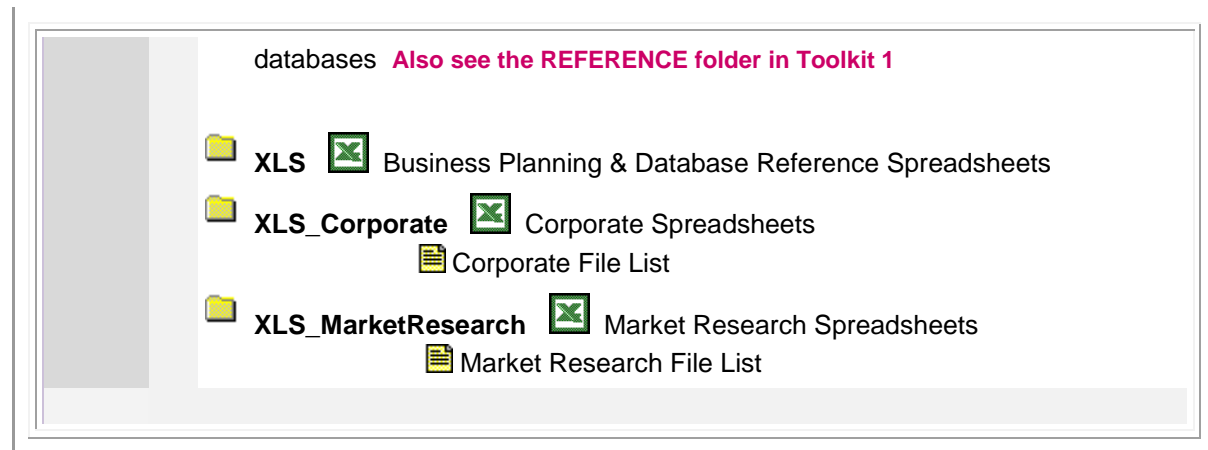 databases Also see the REFERENCE folder in Toolkit 1
XLS Business Planning & Database Reference Spreadsheets
XLS_Corporate Corporate Spreadsheets
Corporate File List
XLS_MarketResearch Market Research Spreadsheets
Market Research File List